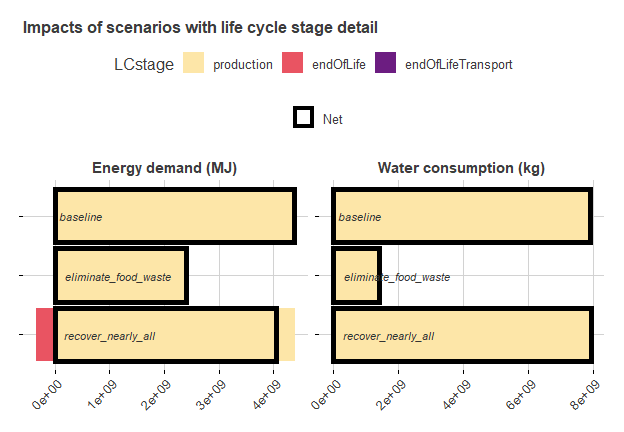 Impacts of scenarios with life cycle stage detail
LCstage production endOfLife endOfLifeTransport
Net
Energy demand (MJ) Water consumption (kg)
baseline baseline
eliminate_food_waste eliminate_food_waste
recover_nearly_all recover_nearly_all
0e+00 1e+09 2e+09 3e+09 4e+09 0e+00 2e+09 4e+09 6e+09 8e+09